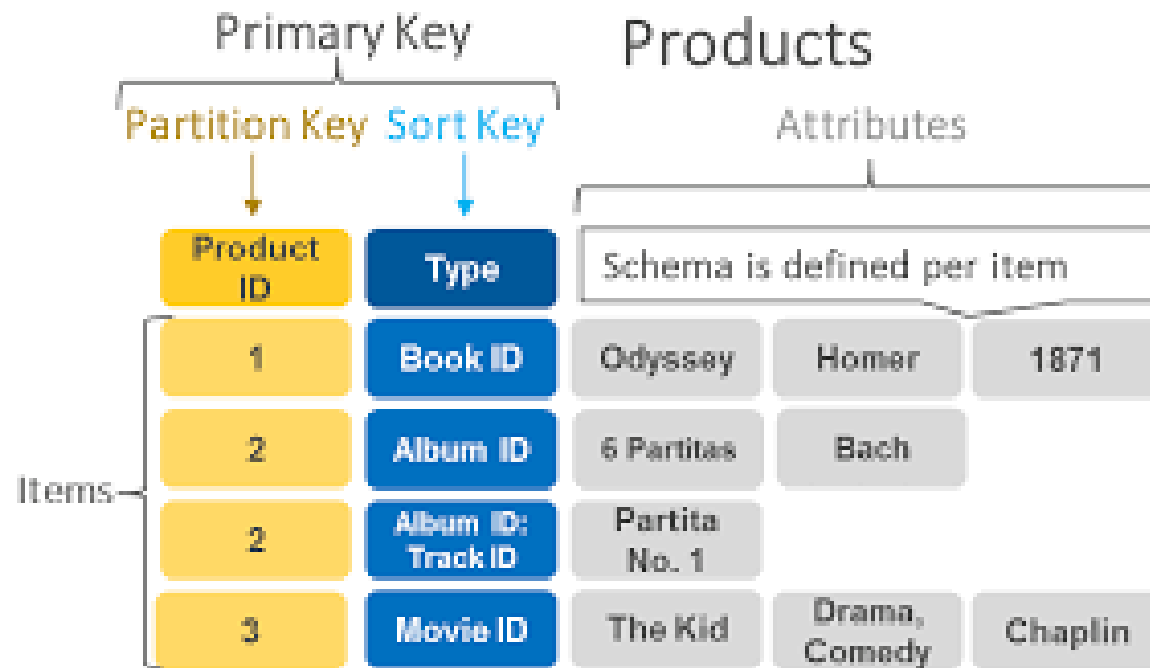 Primary Key
Products
Partition Key
Sort Key
Attributes
Product
ID
Type
Schema is defined per item
Items
1
Book ID
Odyssey
Homer
1871
2
Album ID
6 Partitas
Bach
2
Album ID:
Track ID
Partita
No. 1
3
Movie ID
The Kid
Drama,
Comedy
Chaplin